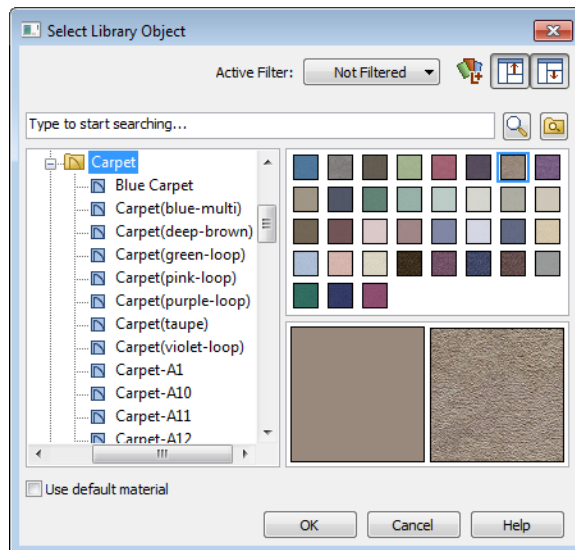 Select Library Object
Active Filter: Not Filtered
Type to start searching...
Carpet
Blue Carpet
Carpet(blue-multi)
Carpet(deep-brown)
Carpet(green-loop)
Carpet(pink-loop)
Carpet(purple-loop)
Carpet(taupe)
Carpet(violet-loop)
Carpet-A1
Carpet-A10
Carpet-A11
Carpet-A12
Use default material
OK Cancel Help